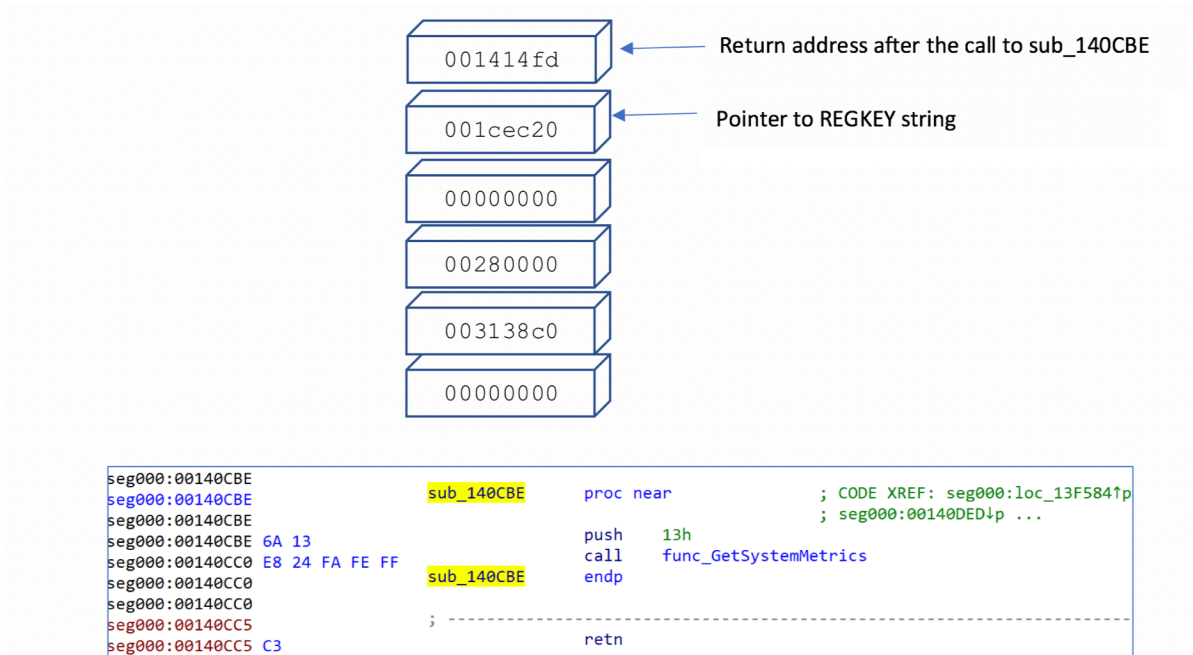 001414fd
Return address after the call to sub_140CBE
001cec20
Pointer to REGKEY string
00000000
00280000
003138c0
00000000
seg000:00140CBE
seg000:00140CBE sub_140CBE proc near ; CODE XREF: seg000:loc_13F584↑p
seg000:00140CBE ; seg000:00140DED↓p ...
seg000:00140CBE 6A 13 push 13h
seg000:00140CC0 E8 24 FA FE FF call func_GetSystemMetrics
seg000:00140CC0 sub_140CBE endp
seg000:00140CC0
seg000:00140CC5 ; ---------------------------------------------------------------------------
seg000:00140CC5 C3 retn